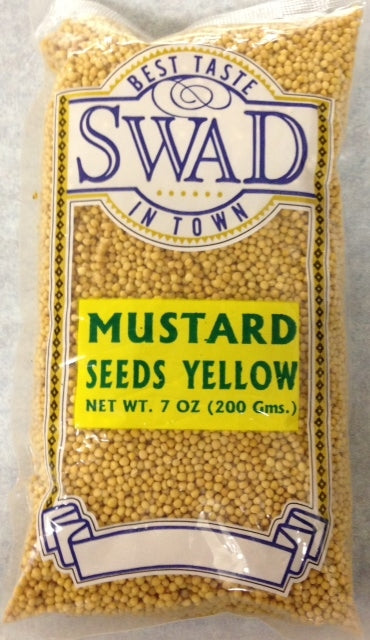 BEST TASTE
SWAD
IN TOWN
MUSTARD
SEEDS YELLOW
NET WT. 7 OZ (200 Gms.)